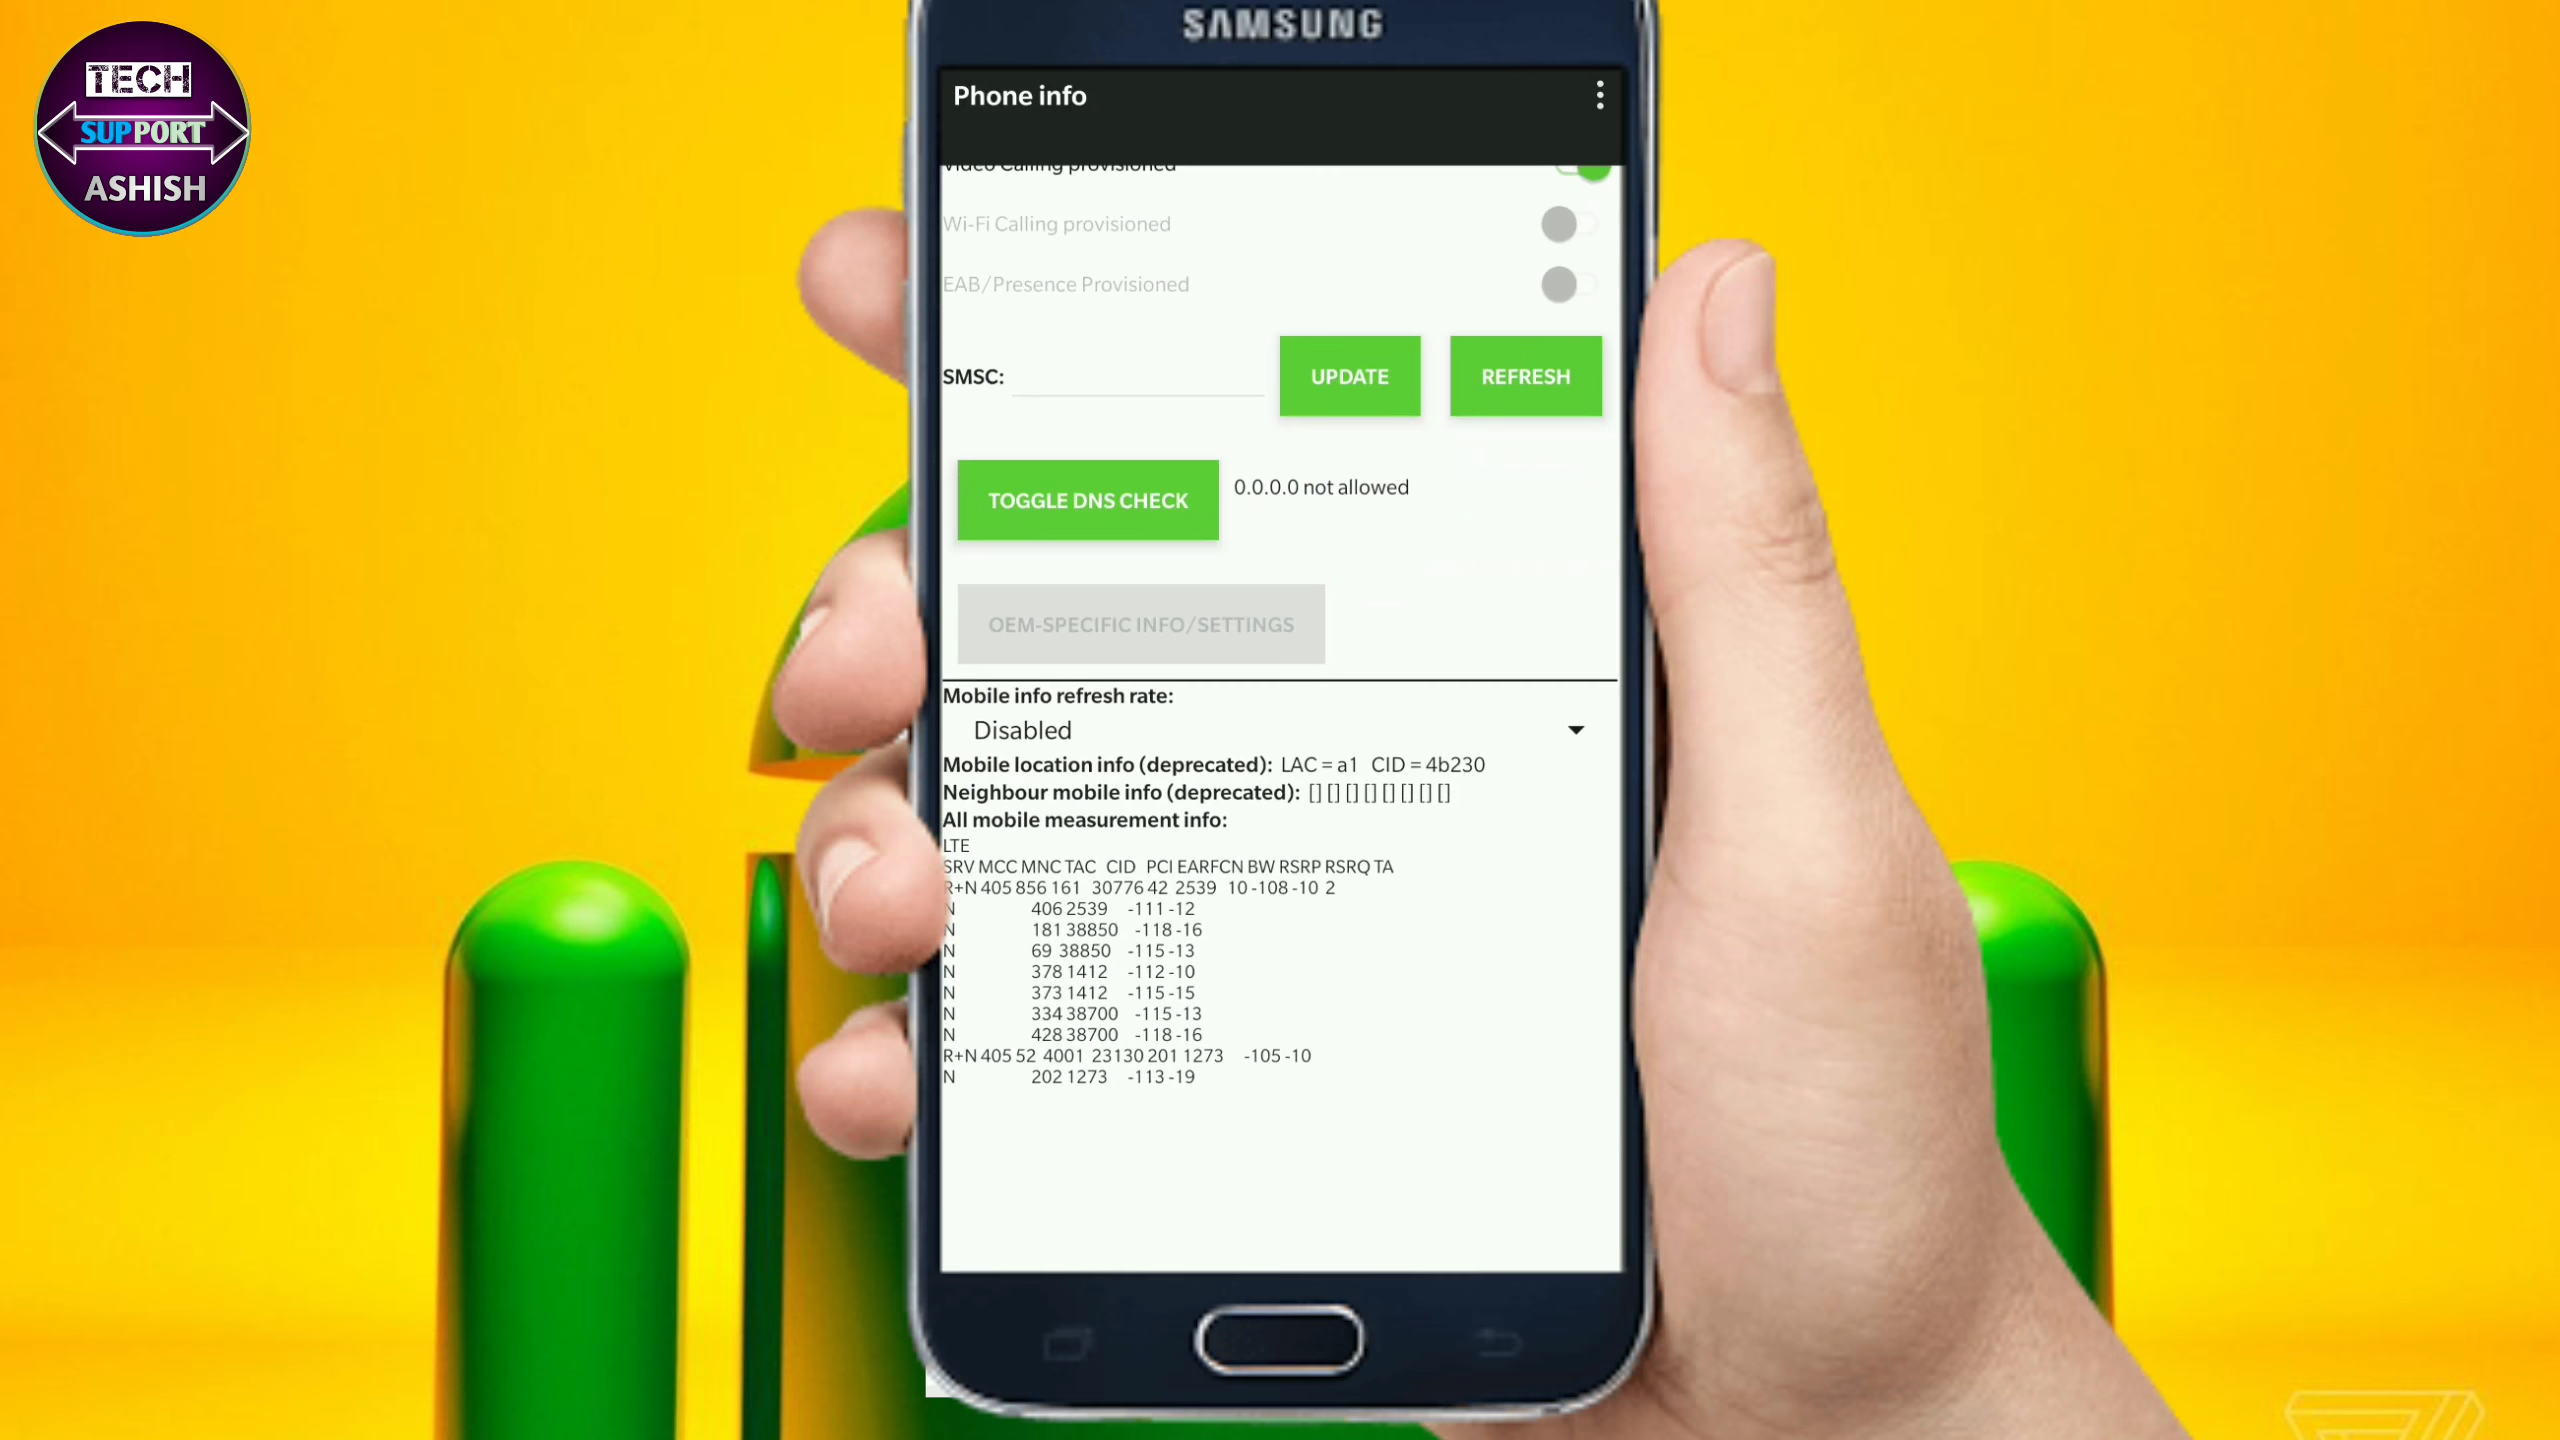 TECH
SUPPORT
ASHISH
SAMSUNG
Phone info
Video Calling provisioned
Wi-Fi Calling provisioned
EAB/Presence Provisioned
SMSC:
UPDATE
REFRESH
TOGGLE DNS CHECK
0.0.0.0 not allowed
OEM-SPECIFIC INFO/SETTINGS
Mobile info refresh rate:
Disabled
Mobile location info (deprecated): LAC = a1 CID = 4b230
Neighbour mobile info (deprecated): [] [] [] [] [] [] [] []
All mobile measurement info:
LTE
SRV MCC MNC TAC CID PCI EARFCN BW RSRP RSRQ TA
R+N 405 856 161 30776 42 2539 10 -108 -10 2
N 406 2539 -111 -12
N 181 38850 -118 -16
N 69 38850 -115 -13
N 378 1412 -112 -10
N 373 1412 -115 -15
N 334 38700 -115 -13
N 428 38700 -118 -16
R+N 405 52 4001 23130 201 1273 -105 -10
N 202 1273 -113 -19